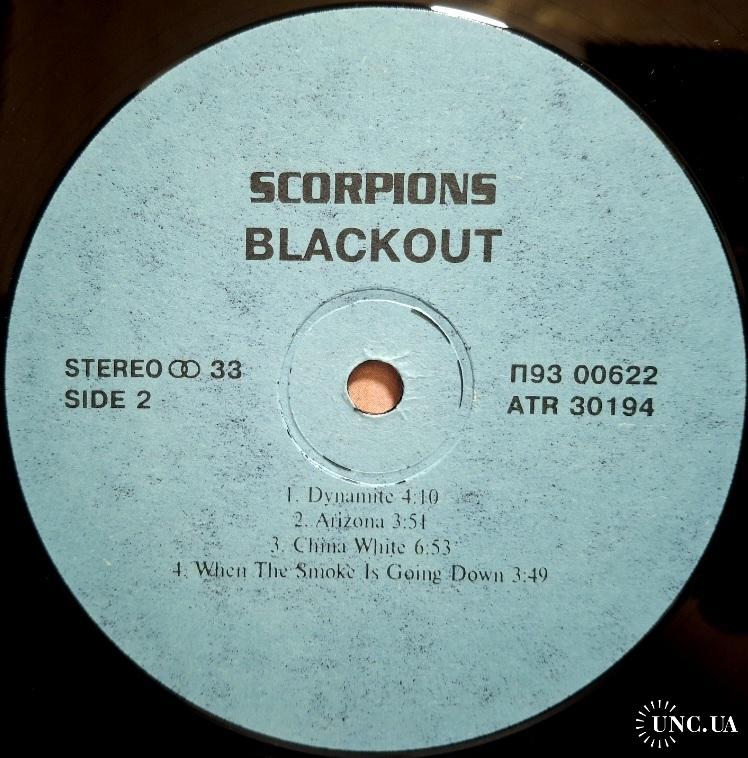 SCORPIONS
BLACKOUT
STEREO 33
SIDE 2
П93 00622
ATR 30194
1. Dynamite 4:10
2. Arizona 3:51
3. China White 6:53
4. When The Smoke Is Going Down 3:49
UNC.UA